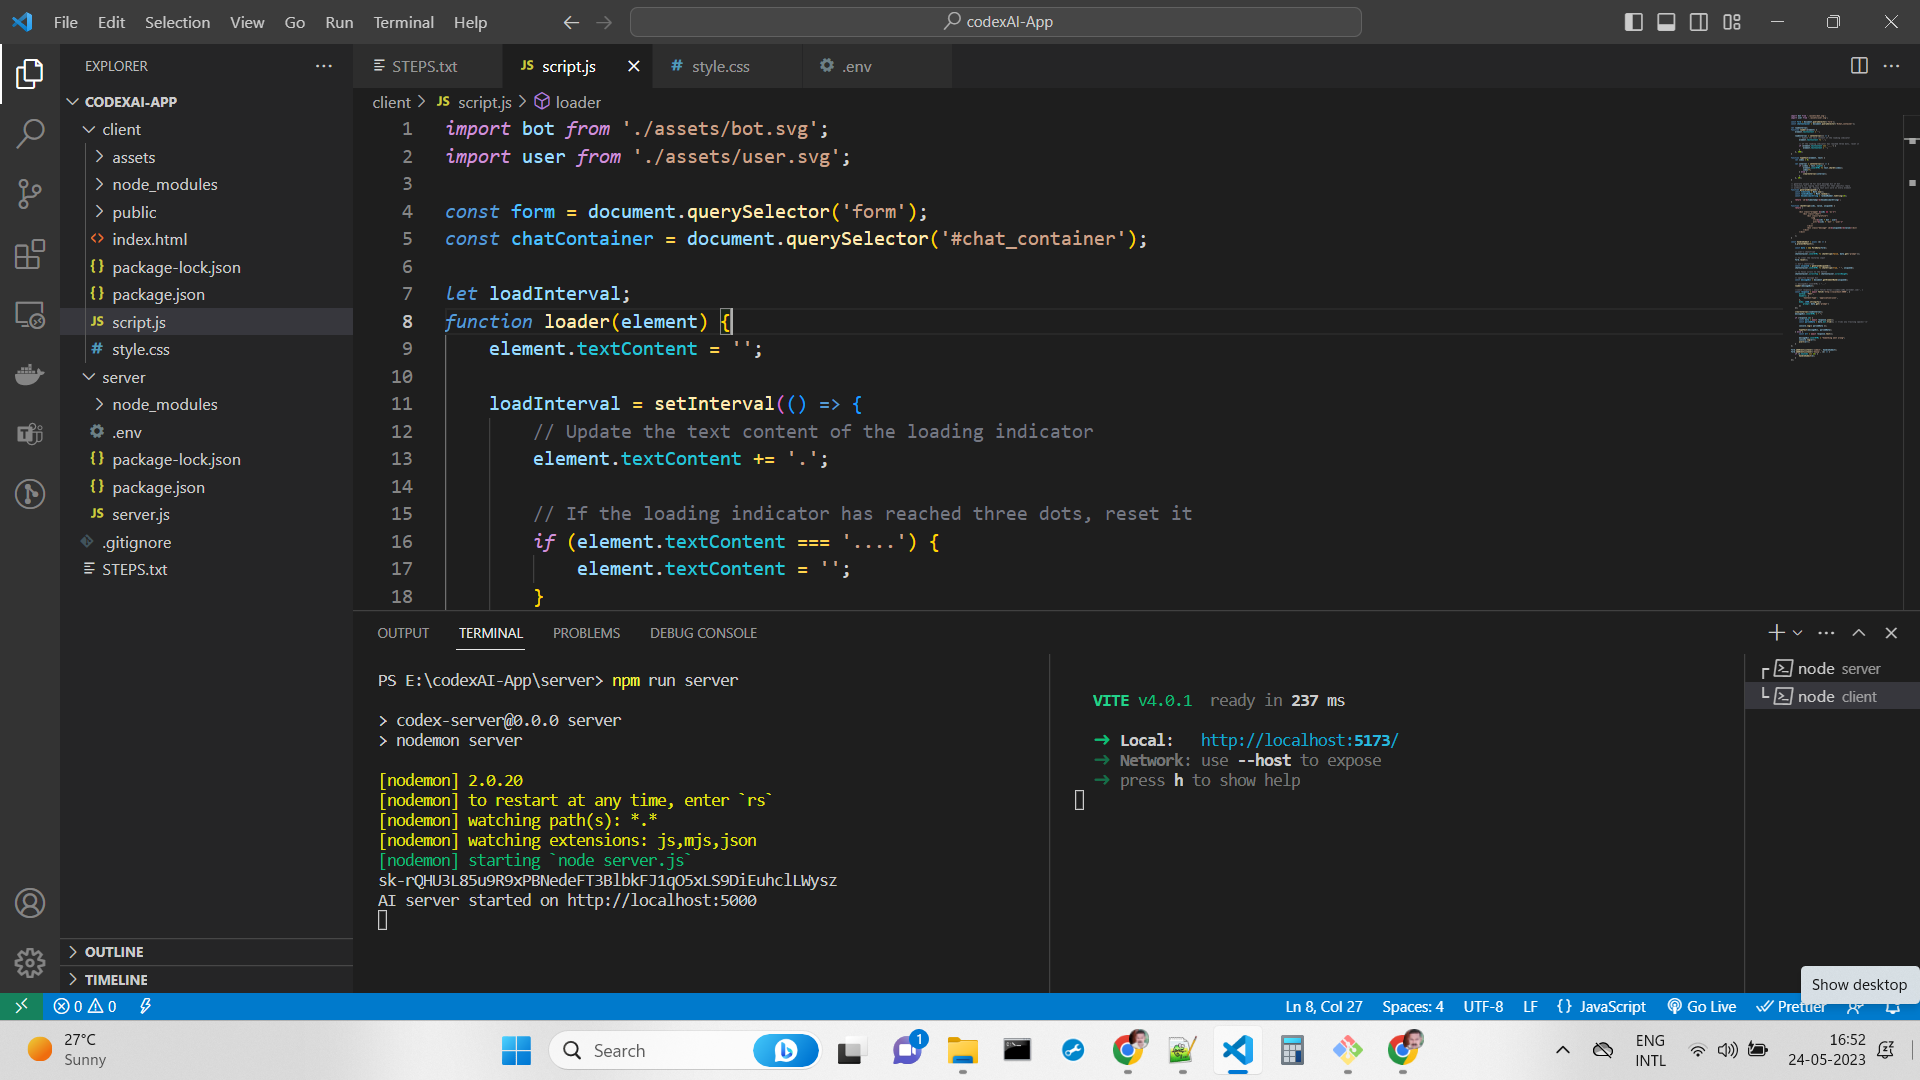 File Edit Selection View Go Run Terminal Help
codexAI-App
EXPLORER
CODEXAI-APP
client
assets
node_modules
public
index.html
package-lock.json
package.json
script.js
style.css
server
node_modules
.env
package-lock.json
package.json
server.js
.gitignore
STEPS.txt
OUTLINE
TIMELINE
STEPS.txt
JS script.js
# style.css
.env
client > JS script.js > loader
1 import bot from './assets/bot.svg';
2 import user from './assets/user.svg';
3
4 const form = document.querySelector('form');
5 const chatContainer = document.querySelector('#chat_container');
6
7 let loadInterval;
8 function loader(element) {
9 element.textContent = '';
10
11 loadInterval = setInterval(() => {
12 // Update the text content of the loading indicator
13 element.textContent += '.';
14
15 // If the loading indicator has reached three dots, reset it
16 if (element.textContent === '....') {
17 element.textContent = '';
18 }
OUTPUT TERMINAL PROBLEMS DEBUG CONSOLE
PS E:\codexAI-App\server> npm run server
> codex-server@0.0.0 server
> nodemon server
[nodemon] 2.0.20
[nodemon] to restart at any time, enter `rs`
[nodemon] watching path(s): *.*
[nodemon] watching extensions: js,mjs,json
[nodemon] starting `node server.js`
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
AI server started on http://localhost:5000
VITE v4.0.1 ready in 237 ms
➜ Local: http://localhost:5173/
➜ Network: use --host to expose
➜ press h to show help
node server
node client
Show desktop
0 0
Ln 8, Col 27 Spaces: 4 UTF-8 LF {} JavaScript Go Live Prettier
27°C
Sunny
Search
1
ENG
INTL
16:52
24-05-2023